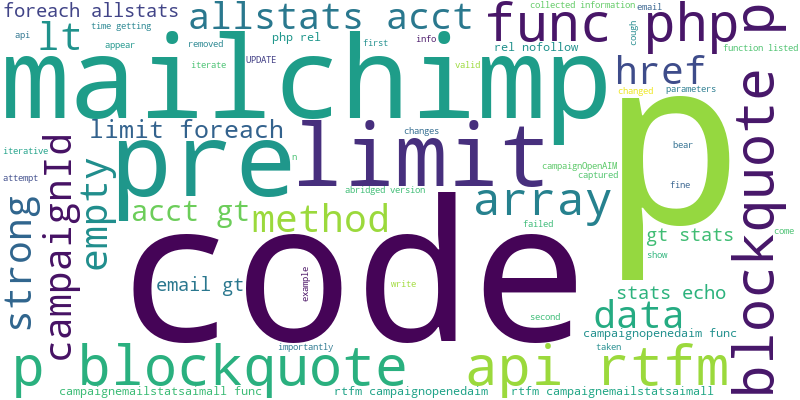 foreach allstats
allstats acct
func php
p
collected information
email
api
time getting
lt
appear
removed
php rel
first
info
rel nofollow
cough
function listed
iterate
UPDATE
valid
href
mailchimp
changed
parameters
limit foreach
changes
limit
pre
p
iterative
campaignId
n
campaignOpenAIM
captured
bear
fine
attempt
empty
abridged version
array
blockquote
strong
acct gt
method
failed
gt stats
come
show
code
email gt
example
write
stats echo
second
data
campaignopenedaim func
importantly
taken
p blockquote
api rtfm
campaignemailstatsaimall func
rtfm campaignopenedaim
rtfm campaignemailstatsaimall